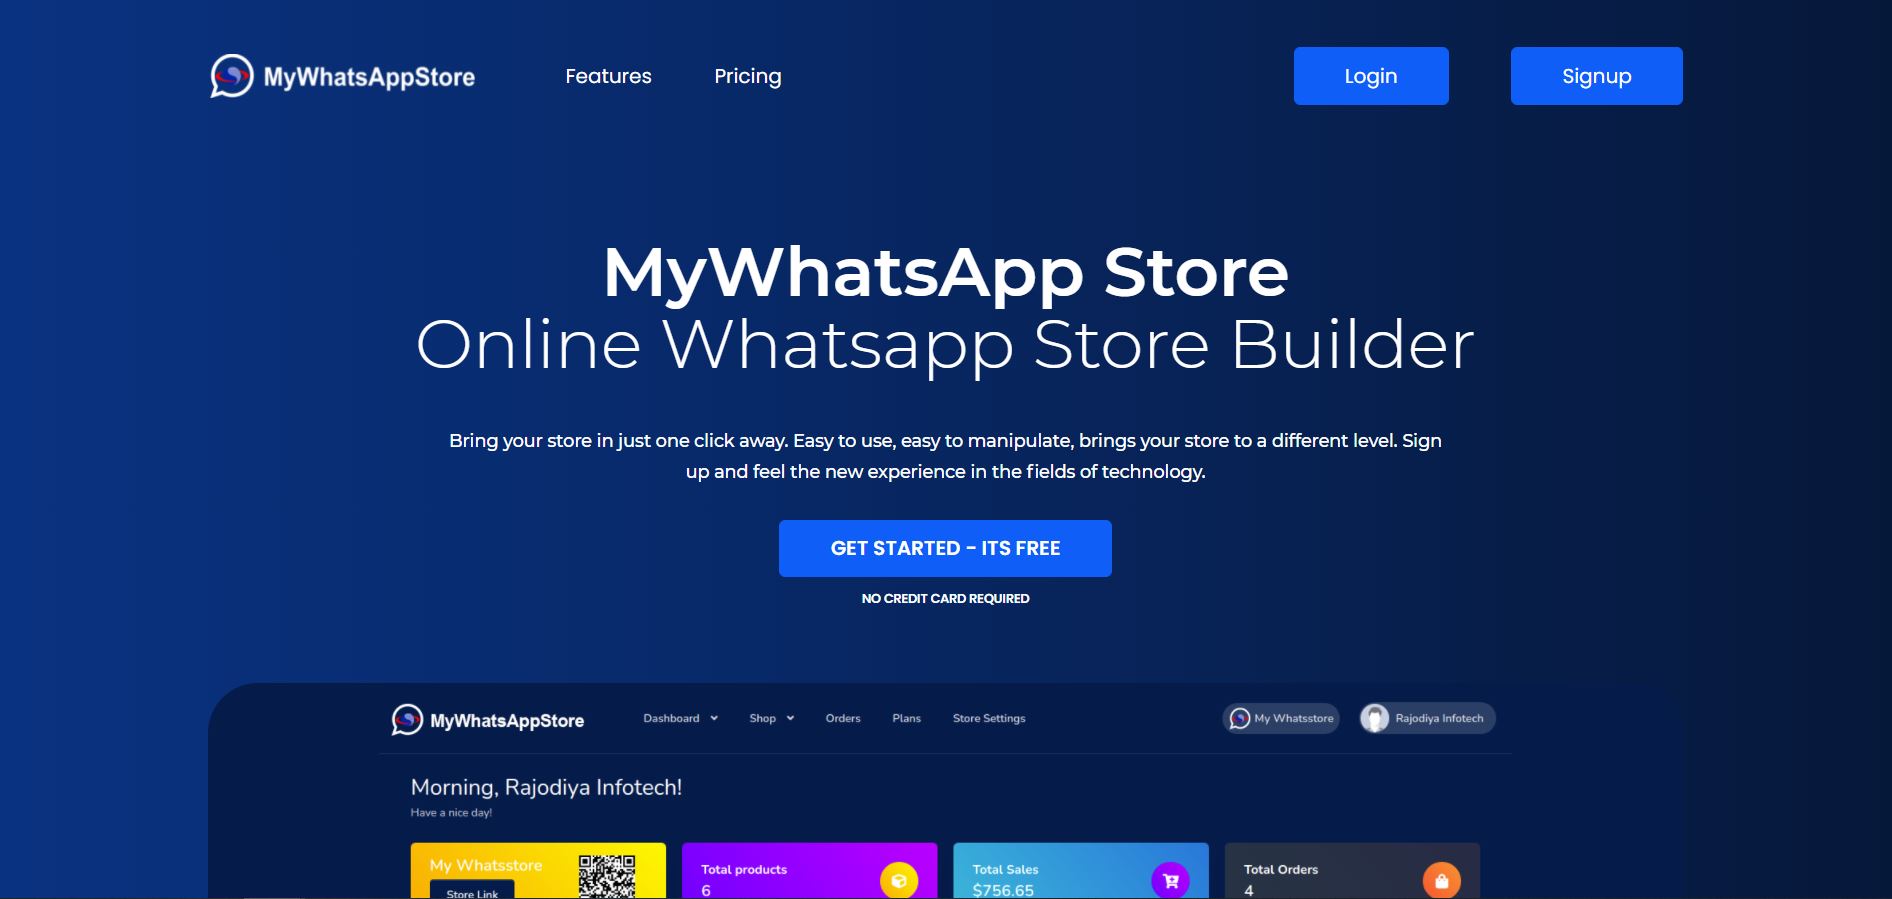 MyWhatsAppStore Features Pricing Login Signup
MyWhatsApp Store
Online Whatsapp Store Builder
Bring your store in just one click away. Easy to use, easy to manipulate, brings your store to a different level. Sign
up and feel the new experience in the fields of technology.
GET STARTED - ITS FREE
NO CREDIT CARD REQUIRED
MyWhatsAppStore Dashboard Shop Orders Plans Store Settings My Whatsstore Rajodiya Infotech
Morning, Rajodiya Infotech!
Have a nice day!
My Whatsstore Total products Total Sales Total Orders
Store Link 6 $756.65 4